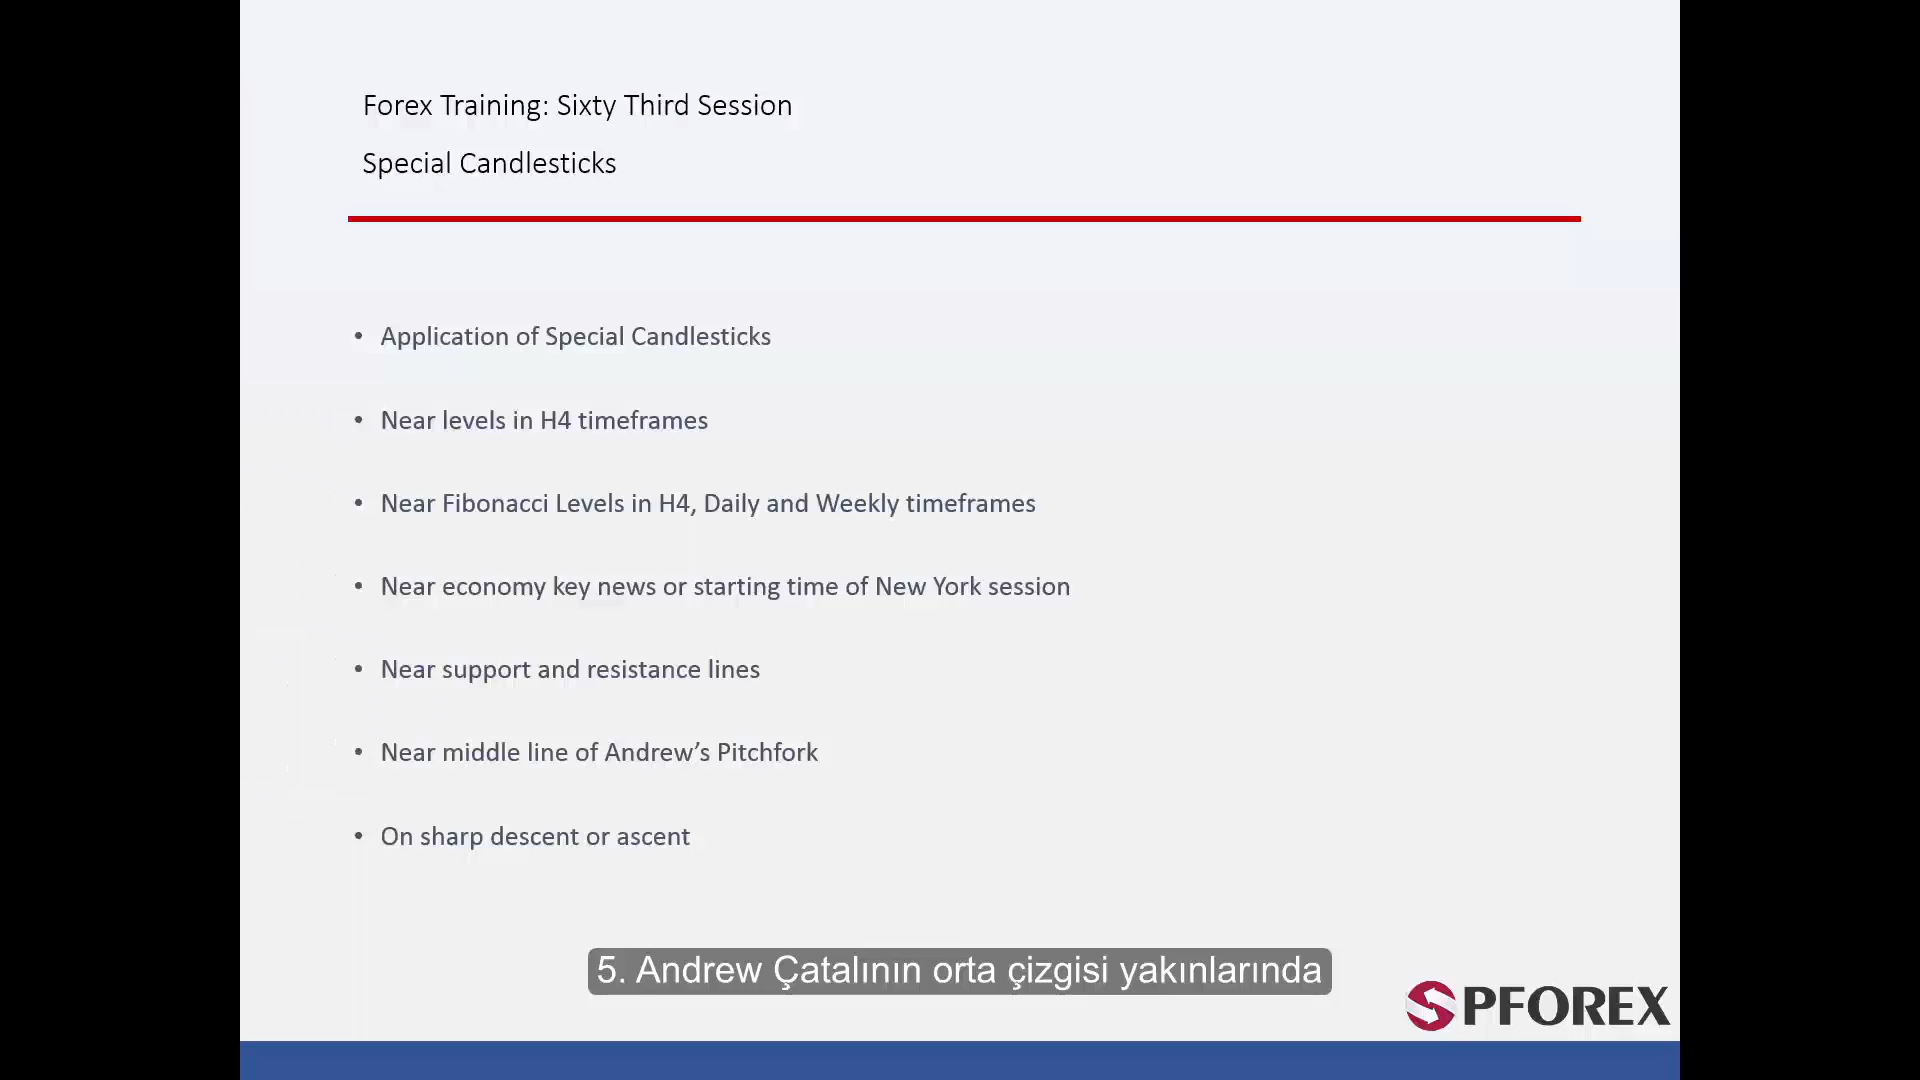 Forex Training: Sixty Third Session
Special Candlesticks
• Application of Special Candlesticks
• Near levels in H4 timeframes
• Near Fibonacci Levels in H4, Daily and Weekly timeframes
• Near economy key news or starting time of New York session
• Near support and resistance lines
• Near middle line of Andrew’s Pitchfork
• On sharp descent or ascent
5. Andrew Çatalının orta çizgisi yakınlarında
PFOREX